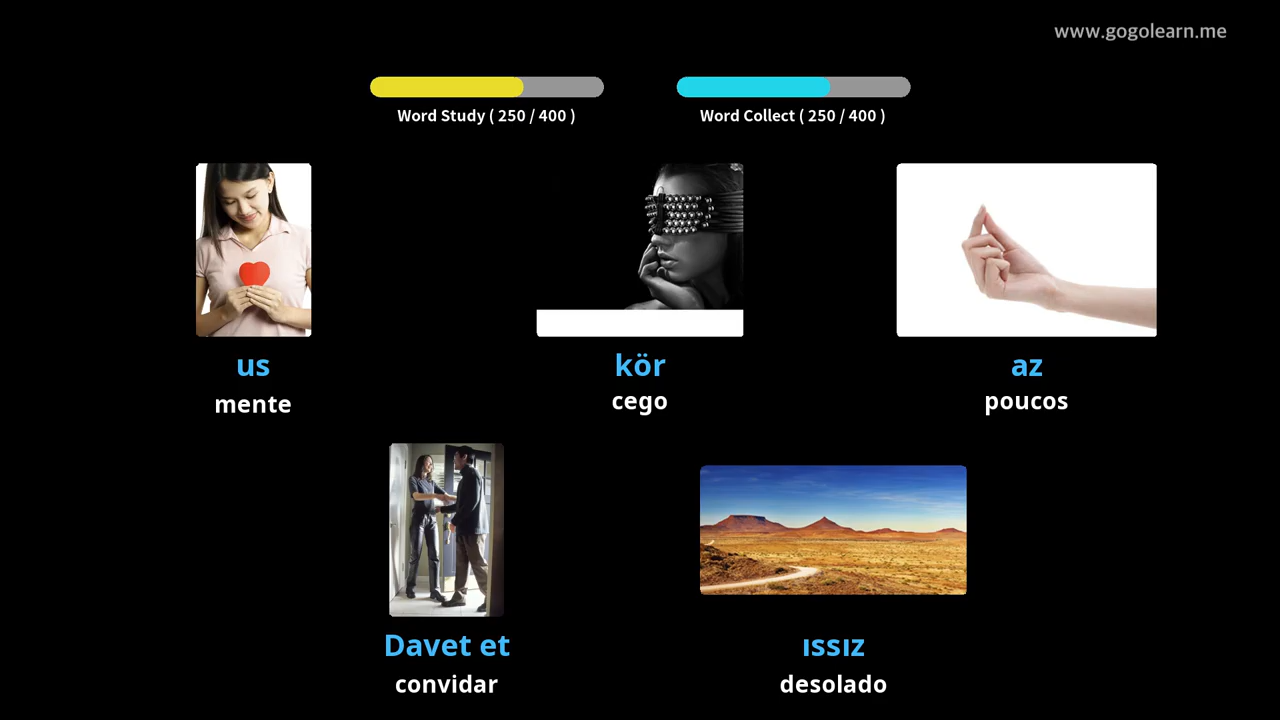 www.gogolearn.me
Word Study ( 250 / 400 )
Word Collect ( 250 / 400 )
us
mente
kör
cego
az
poucos
Davet et
convidar
ıssız
desolado